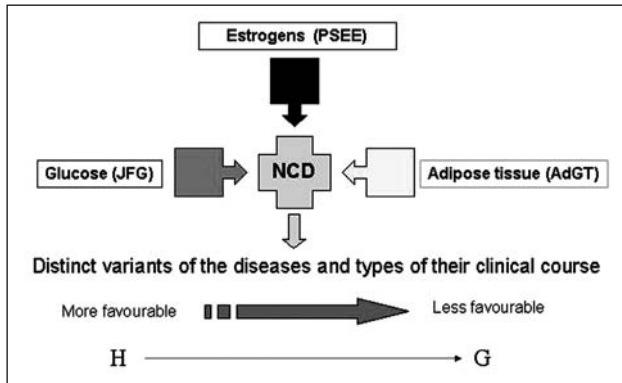 Estrogens (PSEE)
Glucose (JFG)
NCD
Adipose tissue (AdGT)
Distinct variants of the diseases and types of their clinical course
More favourable
Less favourable
H
G